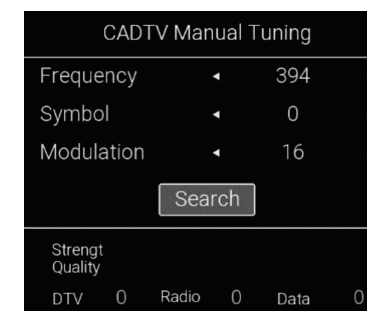 CADTV Manual Tuning
Frequency ◂ 394
Symbol ◂ 0
Modulation ◂ 16
Search
Strengt
Quality
DTV 0 Radio 0 Data 0